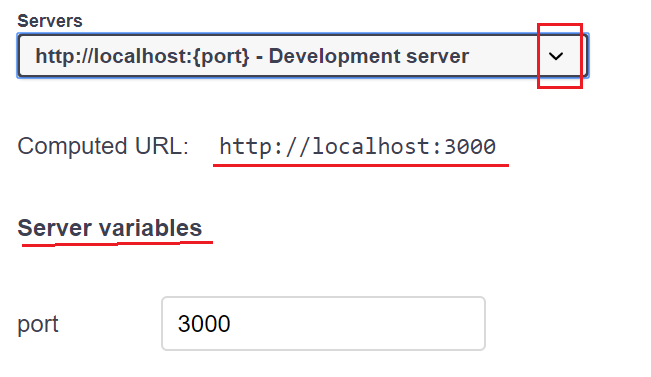 Servers
http://localhost:{port} - Development server
Computed URL: http://localhost:3000
Server variables
port 3000